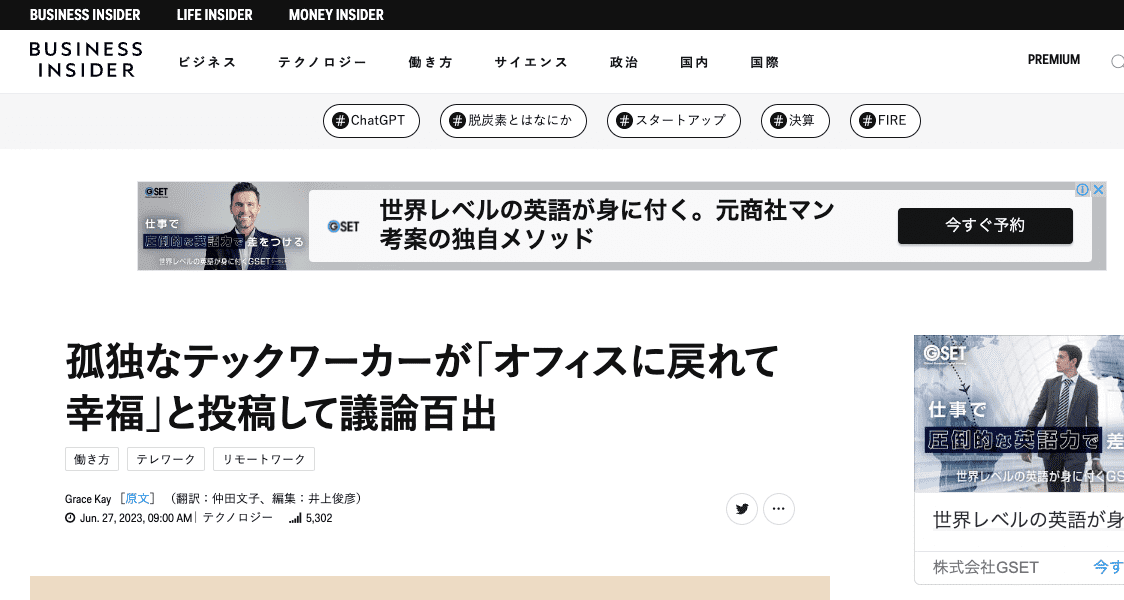 BUSINESS INSIDER LIFE INSIDER MONEY INSIDER
BUSINESS
INSIDER
ビジネス テクノロジー 働き方 サイエンス 政治 国内 国際
PREMIUM
#ChatGPT #脱炭素とはなにか #スタートアップ #決算 #FIRE
GSET
仕事で
圧倒的な英語力で差をつける
世界レベルの英語が身に付くGSET
GSET
世界レベルの英語が身に付く。元商社マン
考案の独自メソッド
今すぐ予約
孤独なテックワーカーが「オフィスに戻れて
幸福」と投稿して議論百出
働き方 テレワーク リモートワーク
Grace Kay [原文] (翻訳:仲田文子、編集:井上俊彦)
Jun. 27, 2023, 09:00 AM テクノロジー 5,302
GSET
仕事で
圧倒的な英語力で差
世界レベルの英語が身に付くGS
世界レベルの英語が身
株式会社GSET 今す